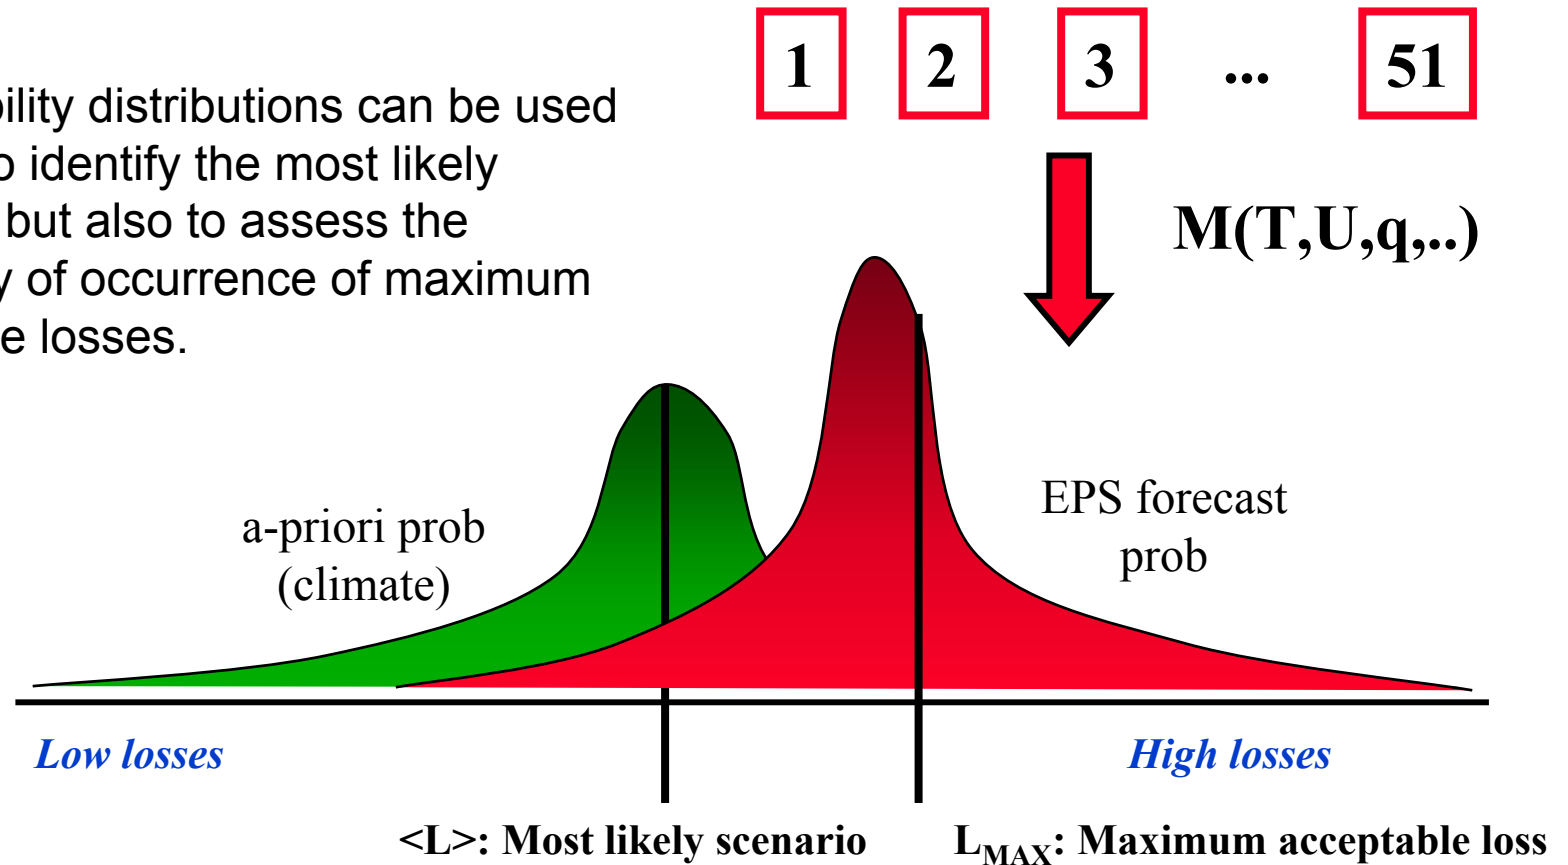 1 2 3 ... 51
bility distributions can be used
o identify the most likely
but also to assess the
y of occurrence of maximum
e losses.
M(T,U,q,..)
a-priori prob
(climate)
EPS forecast
prob
Low losses
High losses
<L>: Most likely scenario
L_MAX: Maximum acceptable loss